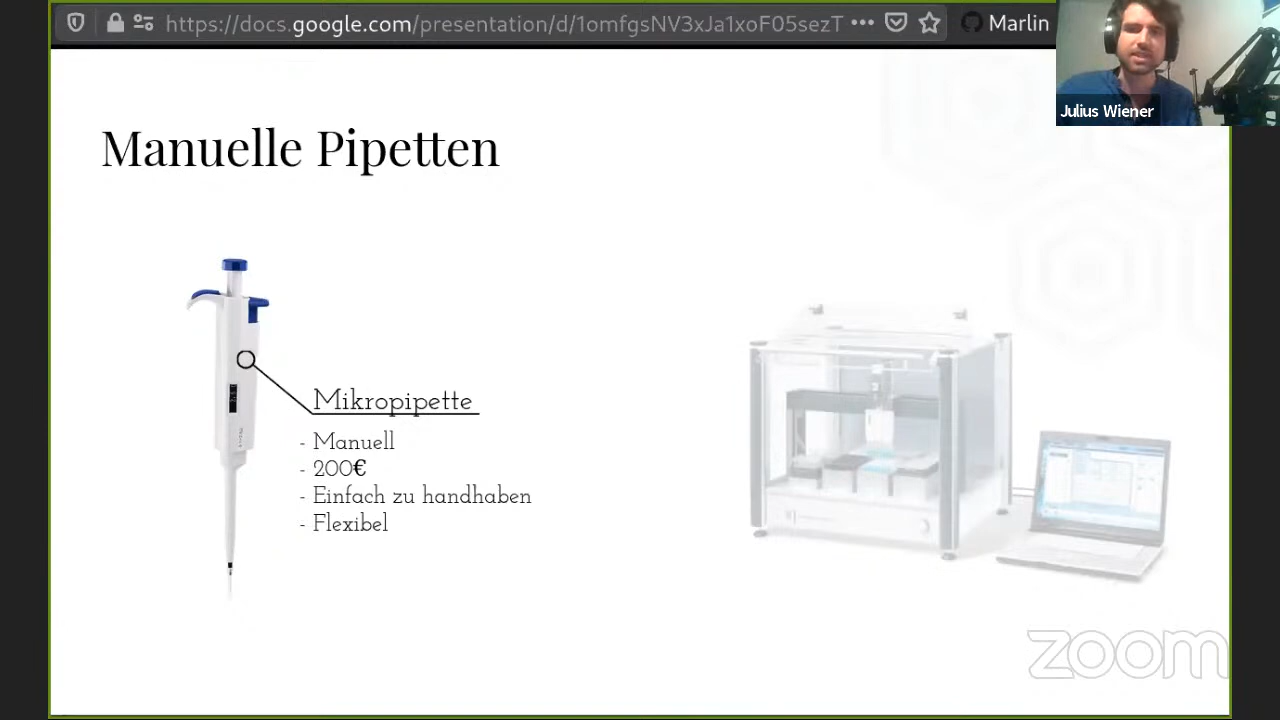 https://docs.google.com/presentation/d/1omfgsNV3xJa1xoF05sezT ••• Marlin
Julius Wiener
Manuelle Pipetten
Mikropipette
- Manuell
- 200€
- Einfach zu handhaben
- Flexibel
zoom